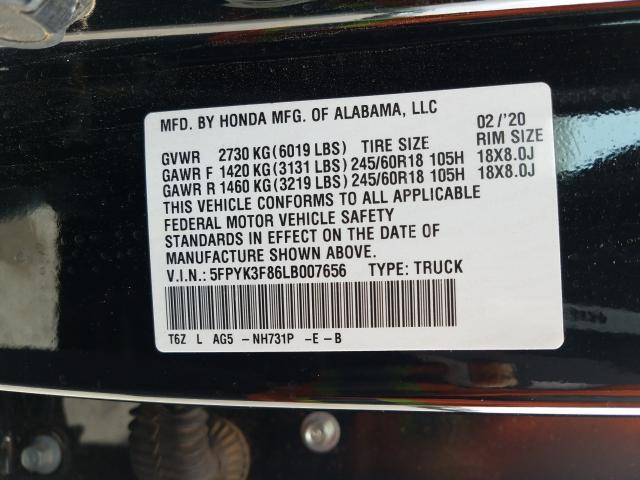 MFD. BY HONDA MFG. OF ALABAMA, LLC 02/'20
GVWR 2730 KG (6019 LBS) TIRE SIZE RIM SIZE
GAWR F 1420 KG (3131 LBS) 245/60R18 105H 18X8.0J
GAWR R 1460 KG (3219 LBS) 245/60R18 105H 18X8.0J
THIS VEHICLE CONFORMS TO ALL APPLICABLE
FEDERAL MOTOR VEHICLE SAFETY
STANDARDS IN EFFECT ON THE DATE OF
MANUFACTURE SHOWN ABOVE.
V.I.N.: 5FPYK3F86LB007656 TYPE: TRUCK
T6Z L AG5 -NH731P -E -B